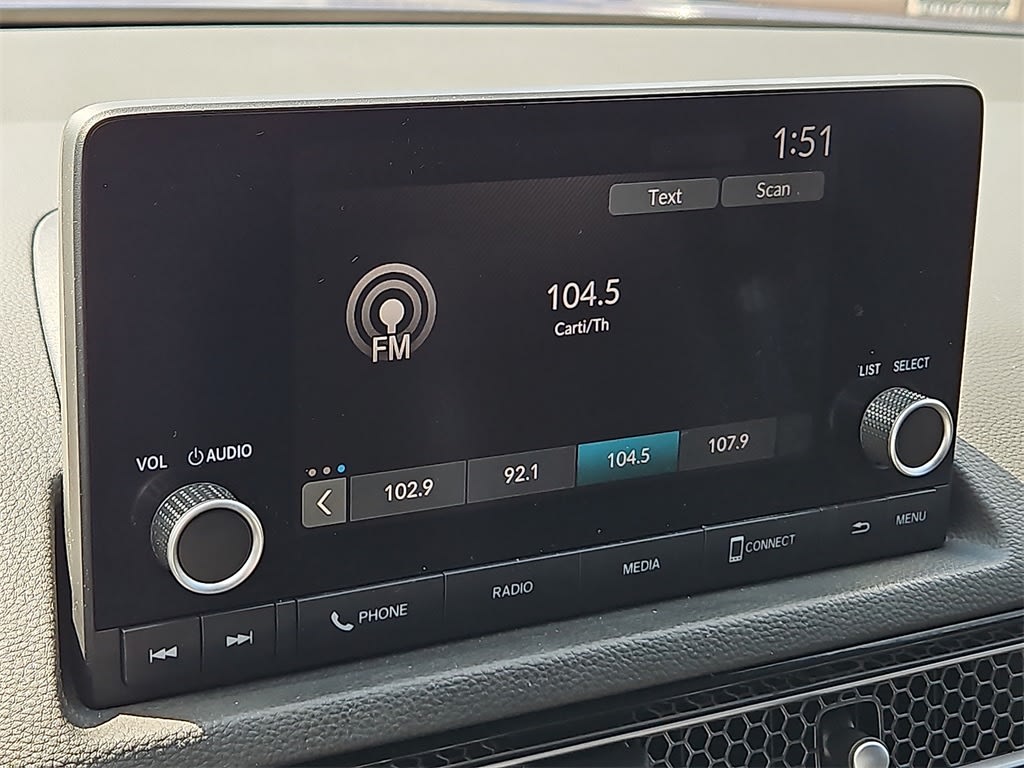 1:51
Text Scan
FM
104.5
Carti/Th
LIST SELECT
VOL AUDIO
102.9 92.1 104.5 107.9
PHONE RADIO MEDIA CONNECT MENU